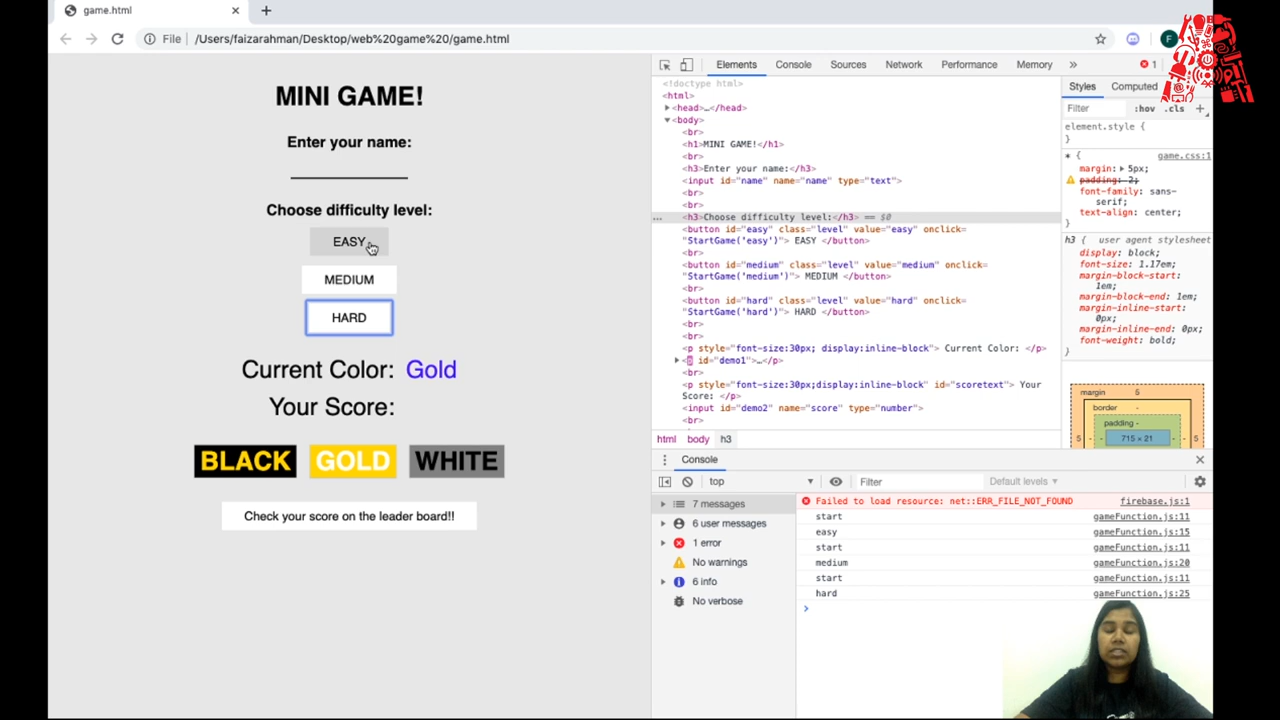 game.html
File /Users/faizarahman/Desktop/web%20game%20/game.html
F
MINI GAME!
Enter your name:
Choose difficulty level:
EASY
MEDIUM
HARD
Current Color: Gold
Your Score:
BLACK GOLD WHITE
Check your score on the leader board!!
Elements Console Sources Network Performance Memory » 1
<!doctype html>
<html>
<head>…</head>
<body>
<br>
<h1>MINI GAME!</h1>
<br>
<h3>Enter your name:</h3>
<input id="name" name="name" type="text">
<br>
<br>
… <h3>Choose difficulty level:</h3> == $0
<button id="easy" class="level" value="easy" onclick=
"StartGame('easy')"> EASY </button>
<br>
<button id="medium" class="level" value="medium" onclick=
"StartGame('medium')"> MEDIUM </button>
<br>
<button id="hard" class="level" value="hard" onclick=
"StartGame('hard')"> HARD </button>
<br>
<br>
<p style="font-size:30px; display:inline-block"> Current Color: </p>
<p id="demo1">…</p>
<br>
<p style="font-size:30px;display:inline-block" id="scoretext"> Your
Score: </p>
<input id="demo2" name="score" type="number">
<br>
html body h3
Styles Computed
Filter :hov .cls +
element.style {
}
* { game.css:1
margin: 5px;
padding: 2;
font-family: sans-
serif;
text-align: center;
}
h3 { user agent stylesheet
display: block;
font-size: 1.17em;
margin-block-start:
1em;
margin-block-end: 1em;
margin-inline-start:
0px;
margin-inline-end: 0px;
font-weight: bold;
}
margin 5
border -
padding -
5 - - 715 × 21 - - 5
Console
top Filter Default levels
7 messages
6 user messages
1 error
No warnings
6 info
No verbose
Failed to load resource: net::ERR_FILE_NOT_FOUND firebase.js:1
start gameFunction.js:11
easy gameFunction.js:15
start gameFunction.js:11
medium gameFunction.js:20
start gameFunction.js:11
hard gameFunction.js:25